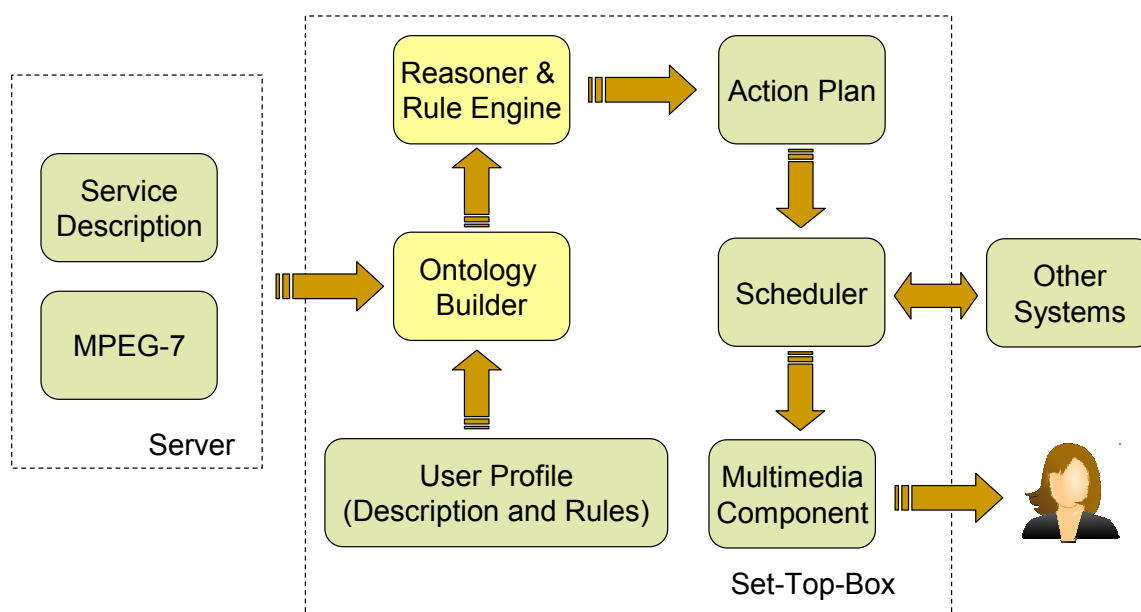 Service
Description
MPEG-7
Server
Reasoner &
Rule Engine
Ontology
Builder
User Profile
(Description and Rules)
Action Plan
Scheduler
Multimedia
Component
Set-Top-Box
Other
Systems